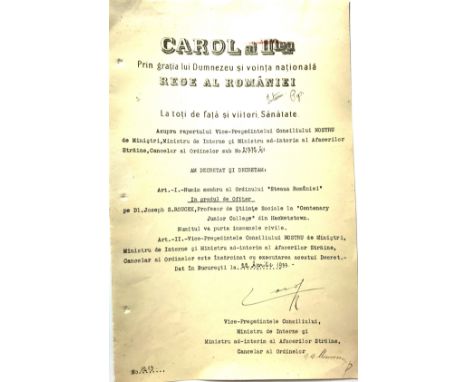 CAROL al IIlea
Prin grația lui Dumnezeu și voința națională
REGE AL ROMÂNIEI
La toți de față și viitori, Sănătate
Asupra raportului Vice-Președintelui Consiliului NOSTRU
de Miniștri, Ministru de Interne și Ministru ad-interim al Afacerilor
Străine, Cancelar al Ordinelor sub No.
AM DECRETAT ȘI DECRETĂM:
Art.-I.-Numim membru al Ordinului "Steaua României"
în gradul de Ofițer
pe Dl. Joseph S. ROUCEK, Profesor de Științe Sociale la "Centenary
Junior College" din Hacketstown.
Numitul va purta insemnele civile.
Art.-II.-Vice-Președintele Consiliului NOSTRU de Miniștri,
Ministru de Interne și Ministru ad-interim al Afacerilor Străine,
Cancelar al Ordinelor este însărcinat cu executarea acestui Decret.-
Dat în București la
Vice-Președintele Consiliului,
Ministru de Interne și
Ministru ad-interim al Afacerilor Străine,
Cancelar al Ordinelor
No.